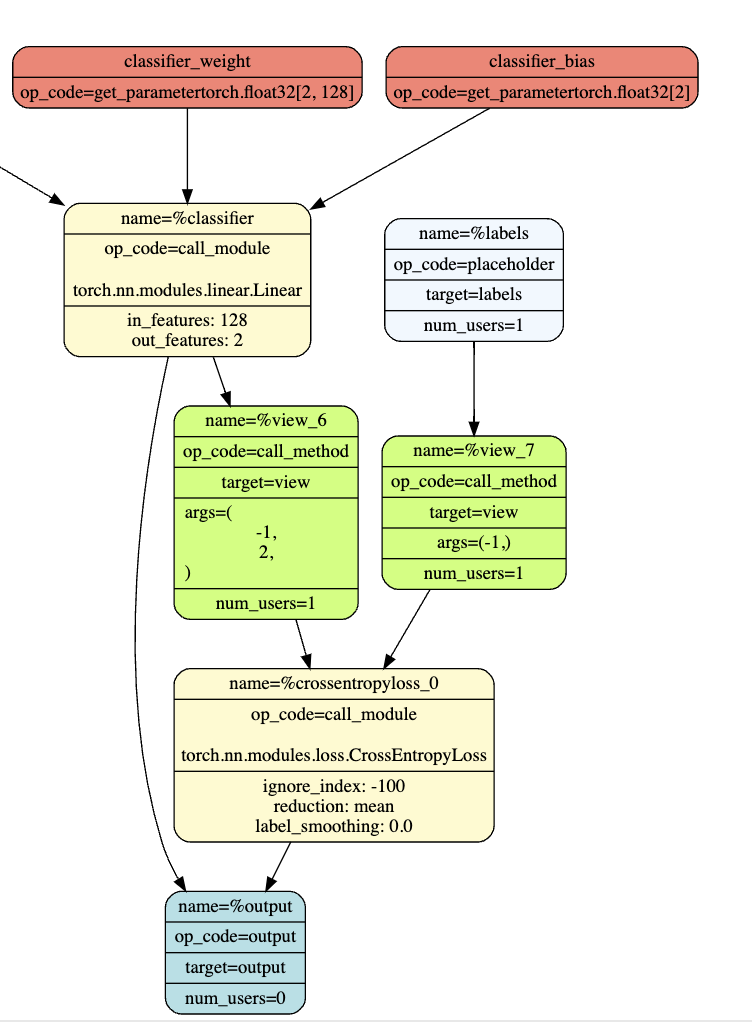 classifier_weight
op_code=get_parametertorch.float32[2, 128]
classifier_bias
op_code=get_parametertorch.float32[2]
name=%classifier
op_code=call_module
torch.nn.modules.linear.Linear
in_features: 128
out_features: 2
name=%labels
op_code=placeholder
target=labels
num_users=1
name=%view_6
op_code=call_method
target=view
args=(
-1,
2,
)
num_users=1
name=%view_7
op_code=call_method
target=view
args=(-1,)
num_users=1
name=%crossentropyloss_0
op_code=call_module
torch.nn.modules.loss.CrossEntropyLoss
ignore_index: -100
reduction: mean
label_smoothing: 0.0
name=%output
op_code=output
target=output
num_users=0